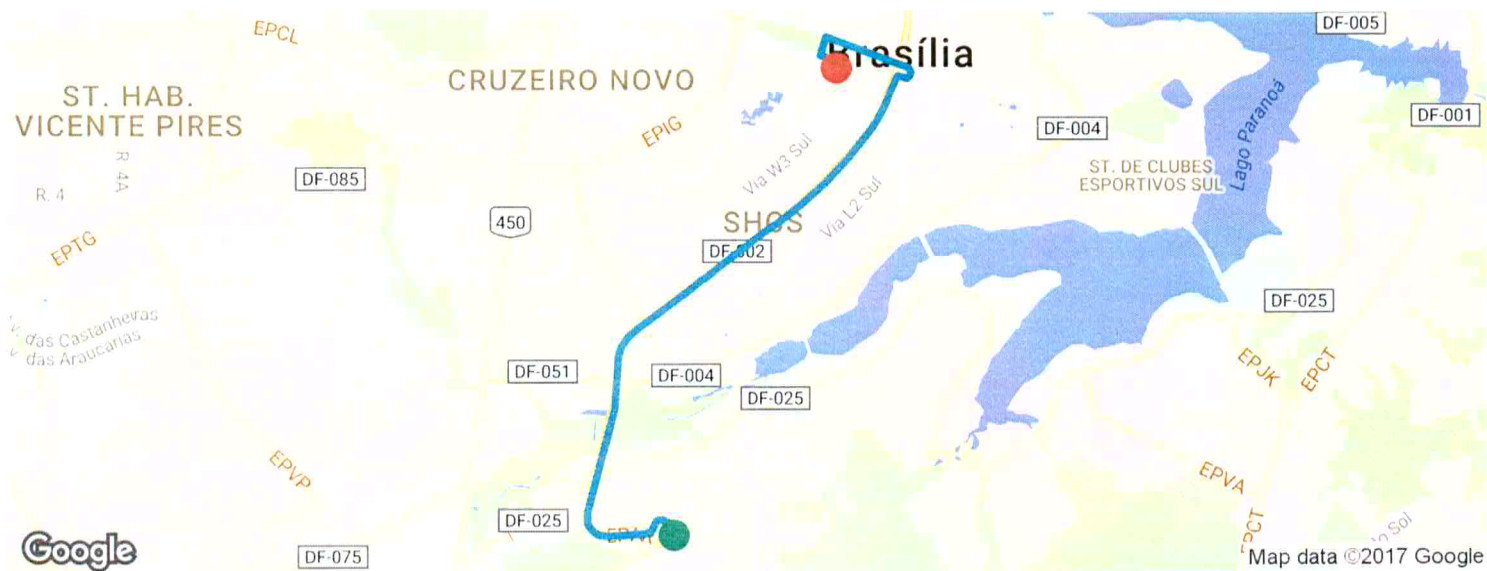 EPCL
Brasília
DF-005
CRUZEIRO NOVO
ST. HAB.
VICENTE PIRES
EPIG
DF-004
DF-001
Lago Paranoá
R. 4A
R. 4
DF-085
Via W3 Sul
ST. DE CLUBES
ESPORTIVOS SUL
450
SHCS
Via L2 Sul
EPTG
DF-002
DF-025
das Castanheiras
das Araucárias
DF-051
DF-004
DF-025
EPJK
EPCT
EPVP
EPVA
DF-025
EPCT
Sol
Google
DF-075
Map data ©2017 Google